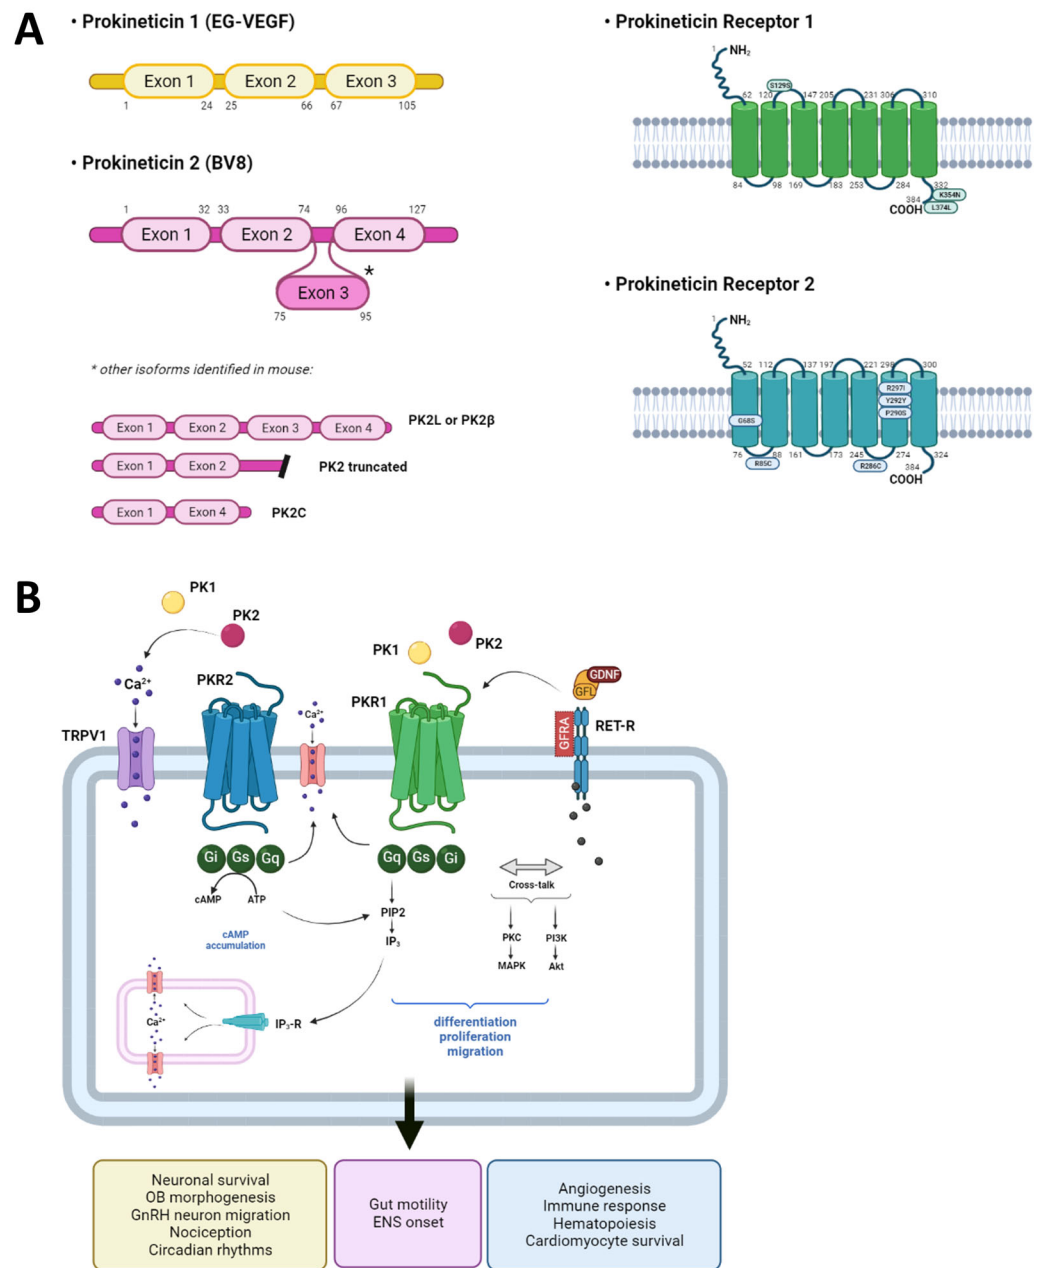 A
• Prokineticin 1 (EG-VEGF)
Exon 1 Exon 2 Exon 3
1 24 25 66 67 105
• Prokineticin 2 (BV8)
1 32 33 74 96 127
Exon 1 Exon 2 Exon 4
*
Exon 3
75 95
* other isoforms identified in mouse:
Exon 1 Exon 2 Exon 3 Exon 4 PK2L or PK2β
Exon 1 Exon 2 PK2 truncated
Exon 1 Exon 4 PK2C
• Prokineticin Receptor 1
1 NH2
S129S
62 120 147 205 231 306 310
84 98 169 183 253 284 332
K354N
384
COOH L374L
• Prokineticin Receptor 2
1 NH2
52 112 137 197 221 298 300
R297I
Y292Y
P290S
G68S
76 88 161 173 245 274 324
R85C R286C
384
COOH
B
PK1
PK2
PK1
PK2
Ca2+
PKR2
PKR1
GDNF
GFL
Ca2+
TRPV1
GFRA
RET-R
Gi Gs Gq
Gq Gs Gi
cAMP ATP
Cross-talk
PIP2
cAMP
accumulation
IP3
PKC PI3K
MAPK Akt
Ca2+
IP3-R
differentiation
proliferation
migration
Neuronal survival
OB morphogenesis
GnRH neuron migration
Nociception
Circadian rhythms
Gut motility
ENS onset
Angiogenesis
Immune response
Hematopoiesis
Cardiomyocyte survival